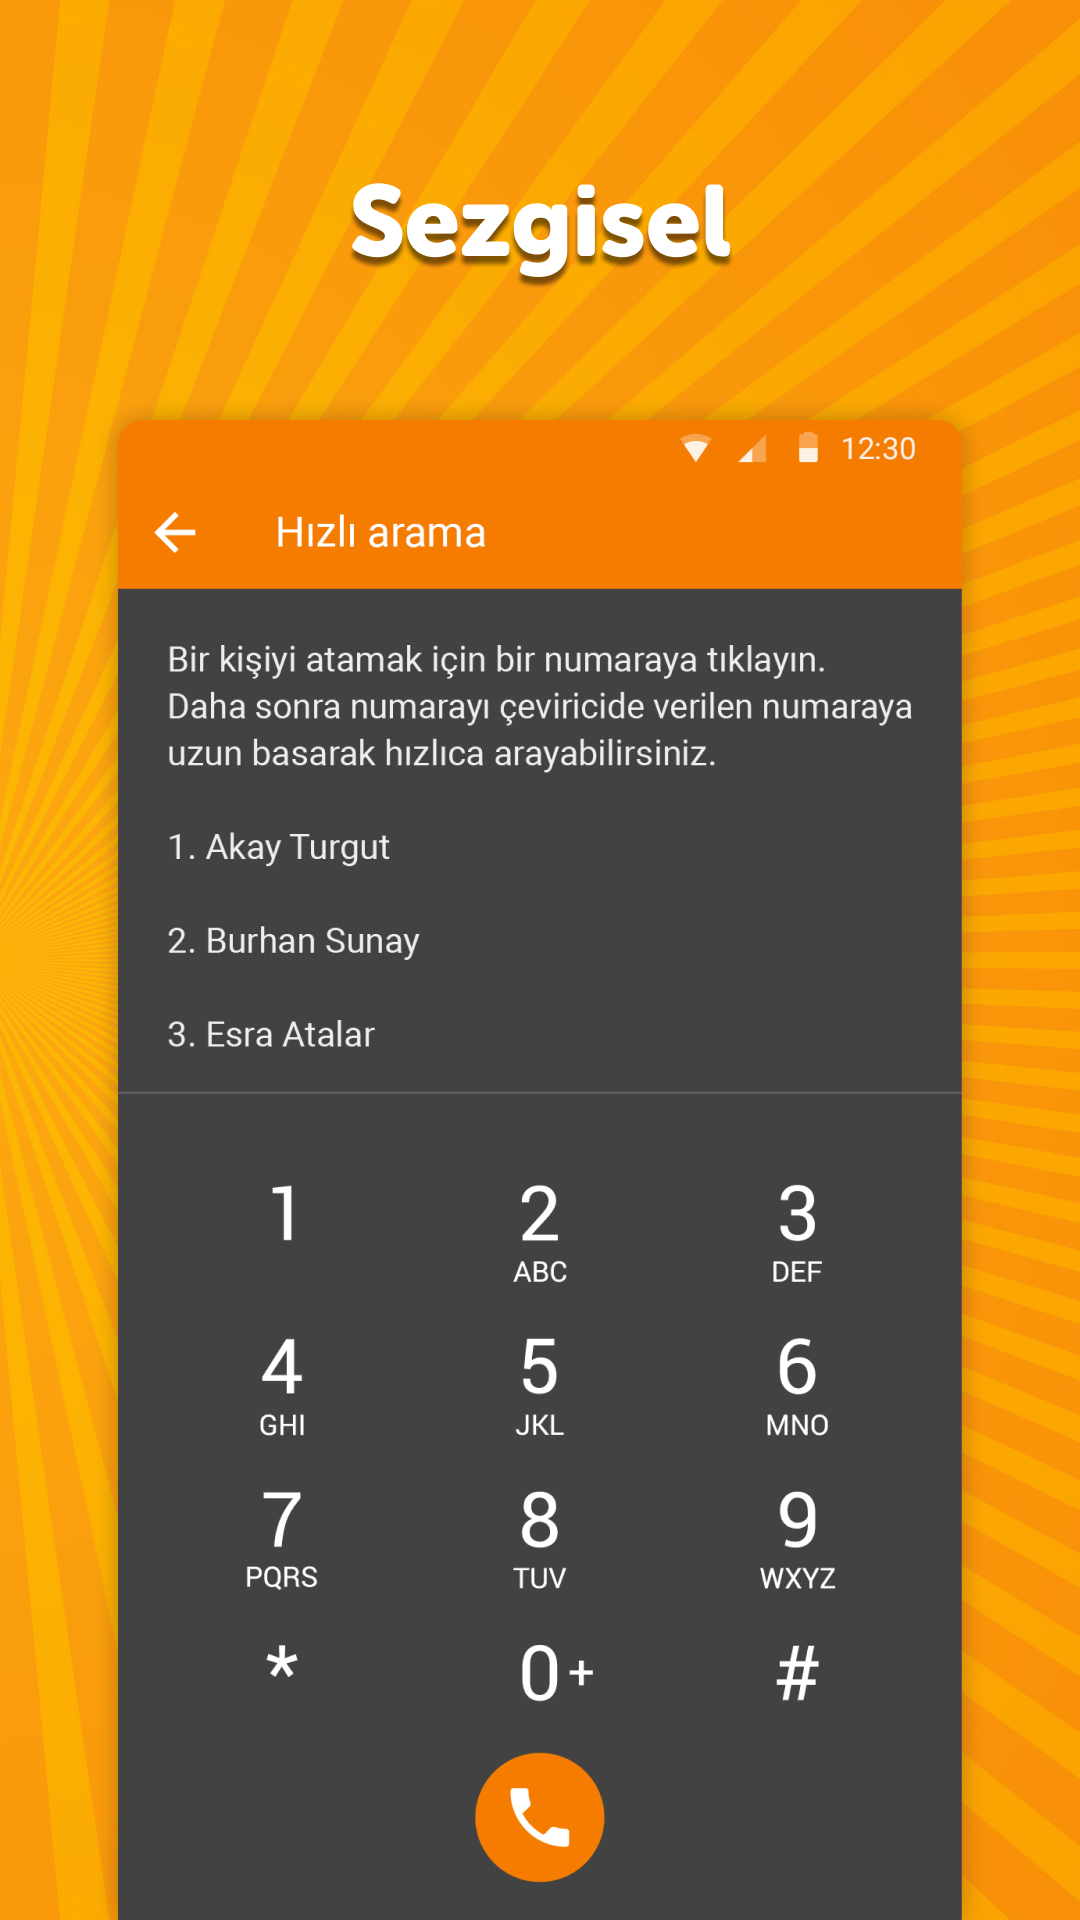 Sezgisel
12:30
Hızlı arama
Bir kişiyi atamak için bir numaraya tıklayın.
Daha sonra numarayı çeviricide verilen numaraya
uzun basarak hızlıca arayabilirsiniz.
1. Akay Turgut
2. Burhan Sunay
3. Esra Atalar
1 2 3
ABC DEF
4 5 6
GHI JKL MNO
7 8 9
PQRS TUV WXYZ
* 0 + #